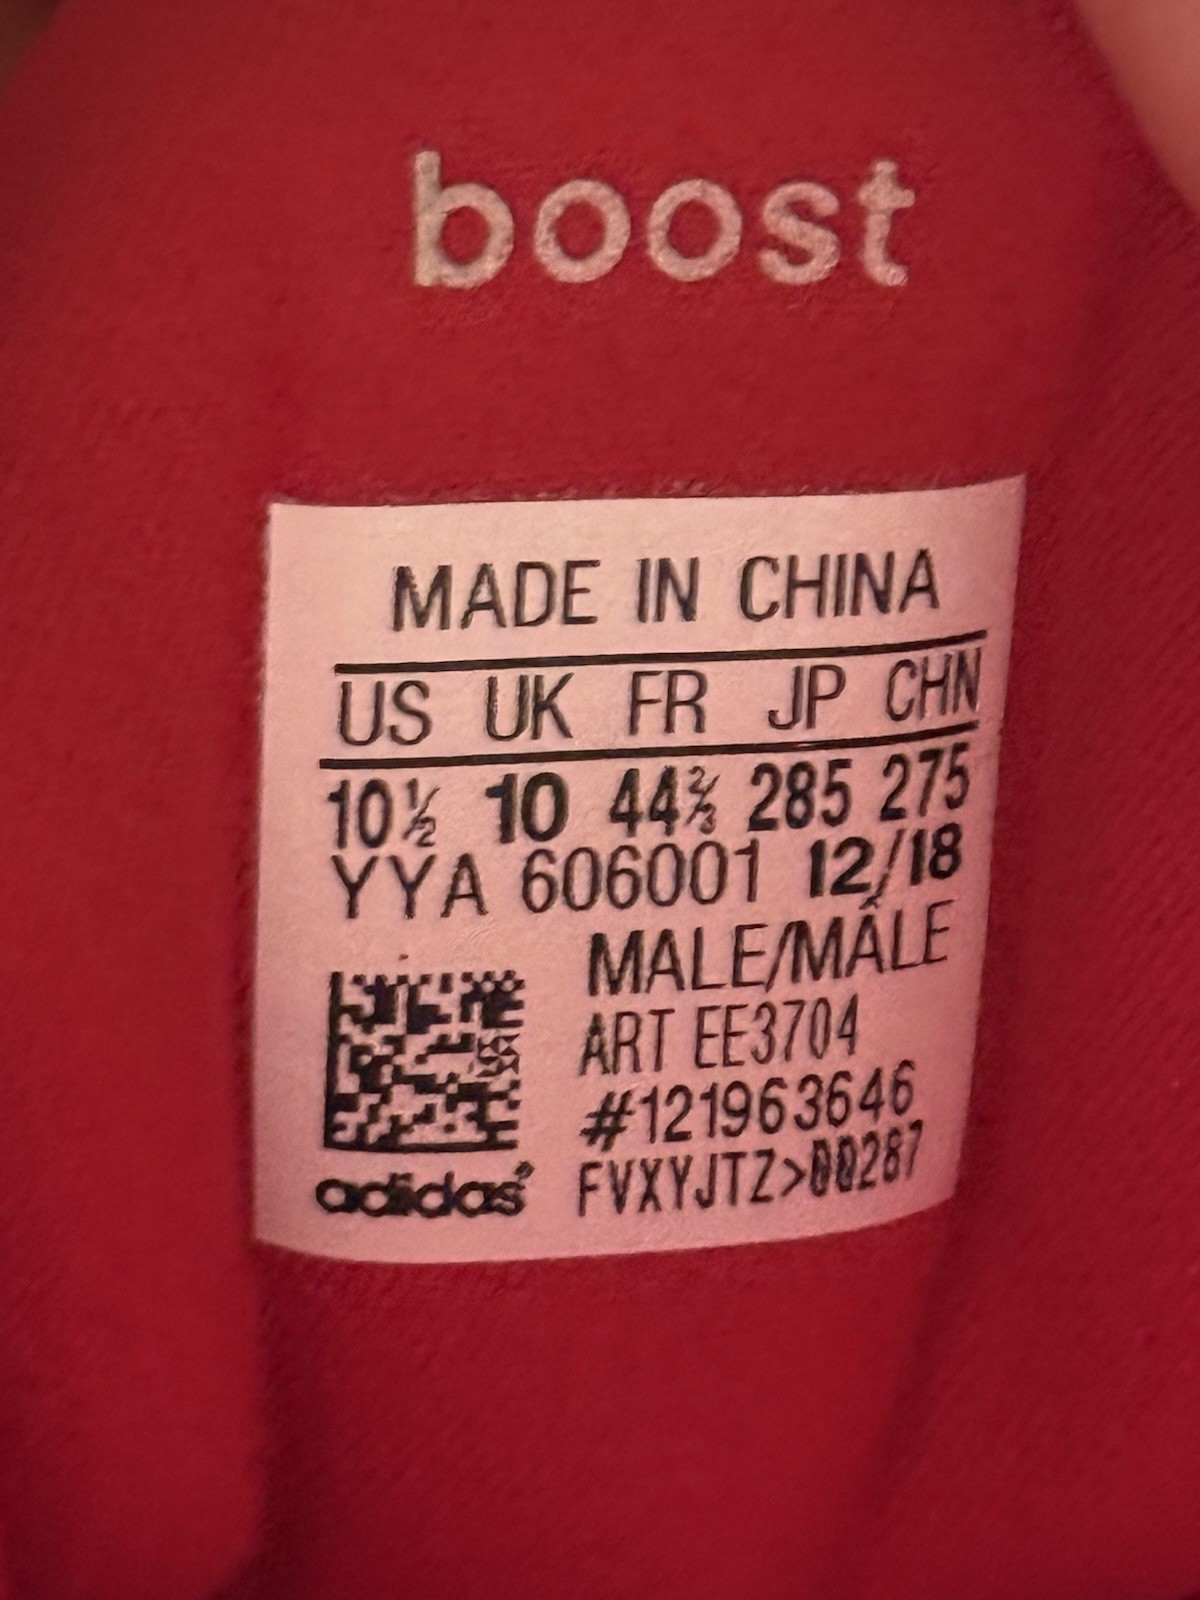 boost
MADE IN CHINA
US UK FR JP CHN
10½ 10 44⅔ 285 275
YYA 606001 12/18
MALE/MÂLE
ART EE3704
#121963646
FVXYJTZ>00287
adidas®